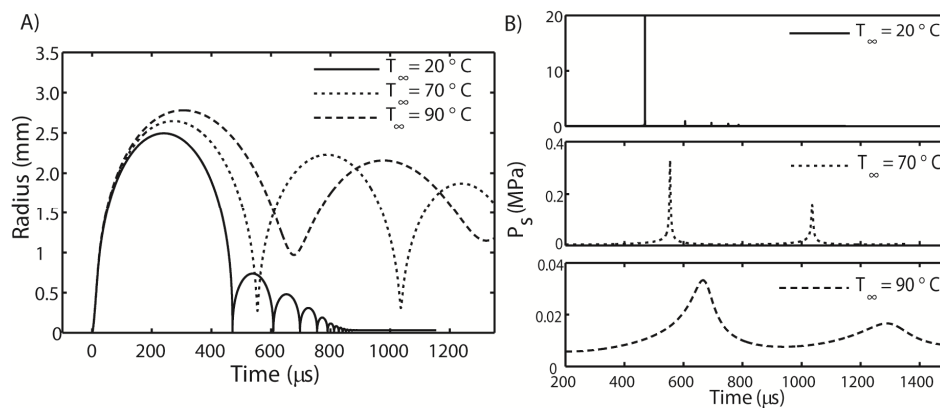 A)
3.5
3.0
2.5
2.0
1.5
1.0
0.5
0
Radius (mm)
T∞ = 20 ° C
T∞ = 70 ° C
T∞ = 90 ° C
0 200 400 600 800 1000 1200
Time (μs)
B)
20
10
0
T∞ = 20 ° C
0.4
0.2
0
T∞ = 70 ° C
Ps (MPa)
0.04
0.02
0
T∞ = 90 ° C
200 400 600 800 1000 1200 1400
Time (μs)